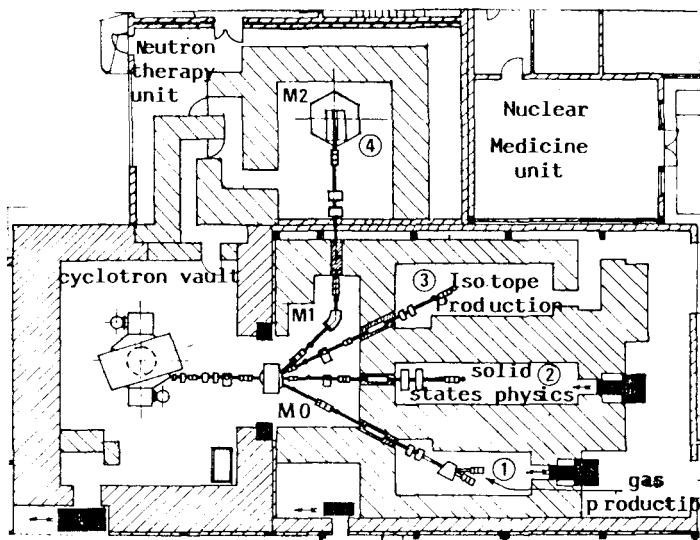 Neutron
therapy
unit
M2
④
Nuclear
Medicine
unit
cyclotron vault
M1
③
Isotope
Production
solid ②
states physics
M0
①
gas
productin